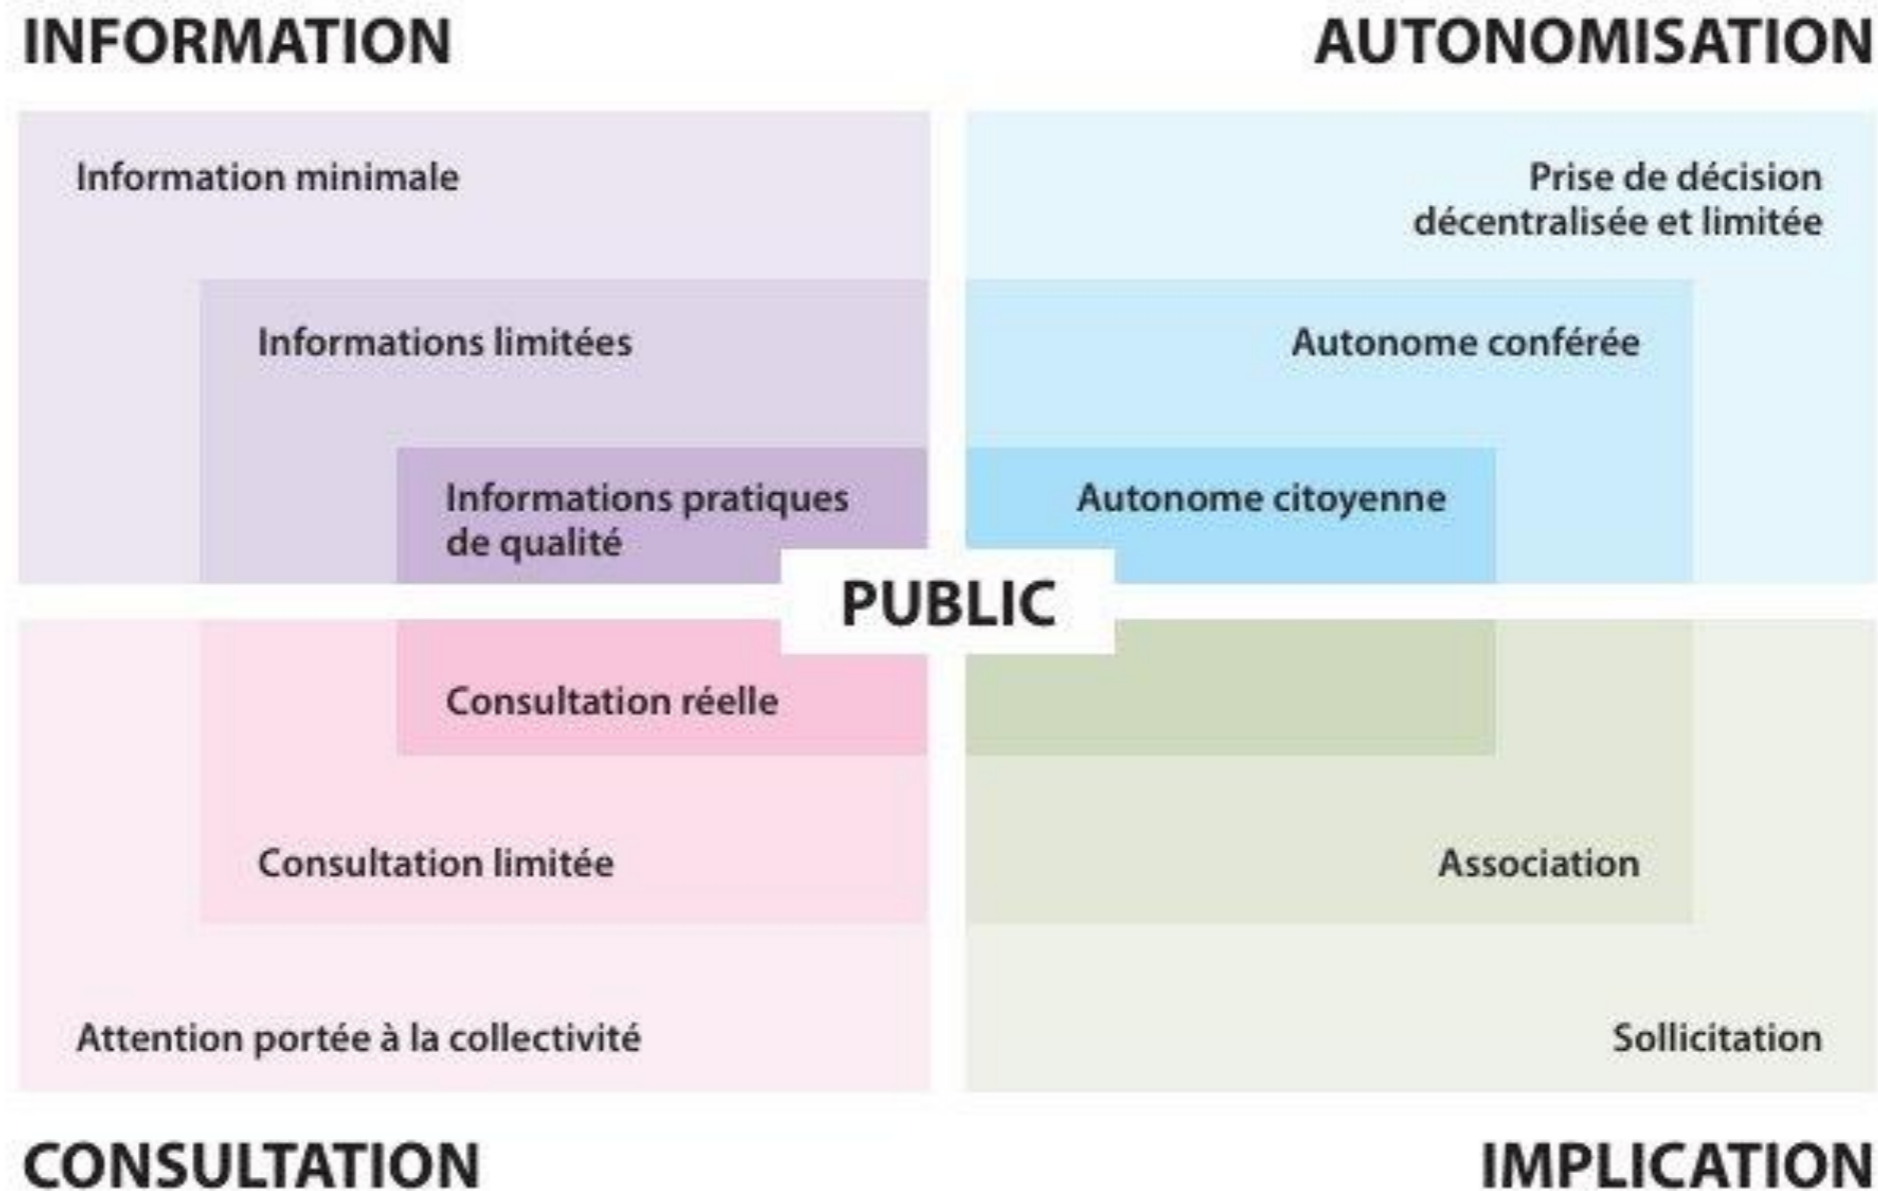 INFORMATION
AUTONOMISATION
Information minimale
Prise de décision
décentralisée et limitée
Informations limitées
Autonome conférée
Informations pratiques
de qualité
Autonome citoyenne
PUBLIC
Consultation réelle
Consultation limitée
Association
Attention portée à la collectivité
Sollicitation
CONSULTATION
IMPLICATION